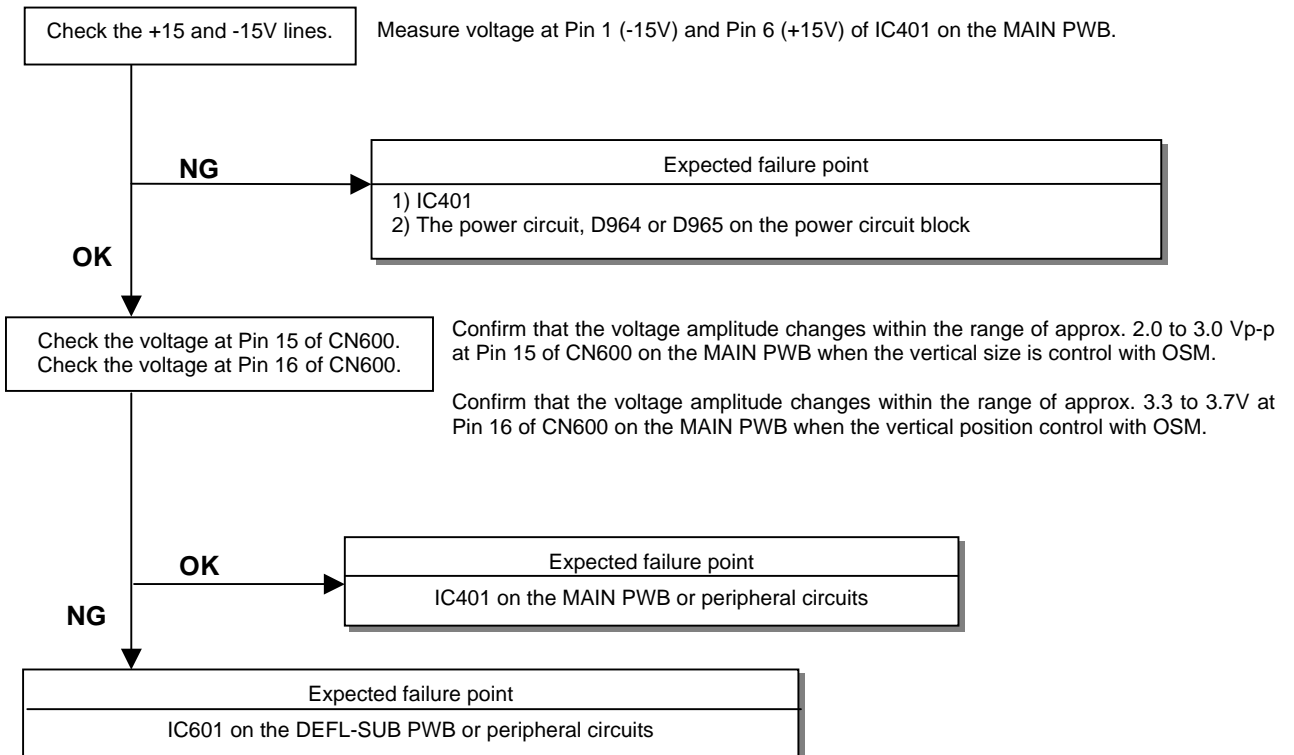 Check the +15 and -15V lines.
Measure voltage at Pin 1 (-15V) and Pin 6 (+15V) of IC401 on the MAIN PWB.
NG
Expected failure point
1) IC401
2) The power circuit, D964 or D965 on the power circuit block
OK
Check the voltage at Pin 15 of CN600.
Check the voltage at Pin 16 of CN600.
Confirm that the voltage amplitude changes within the range of approx. 2.0 to 3.0 Vp-p
at Pin 15 of CN600 on the MAIN PWB when the vertical size is control with OSM.
Confirm that the voltage amplitude changes within the range of approx. 3.3 to 3.7V at
Pin 16 of CN600 on the MAIN PWB when the vertical position control with OSM.
OK
Expected failure point
IC401 on the MAIN PWB or peripheral circuits
NG
Expected failure point
IC601 on the DEFL-SUB PWB or peripheral circuits